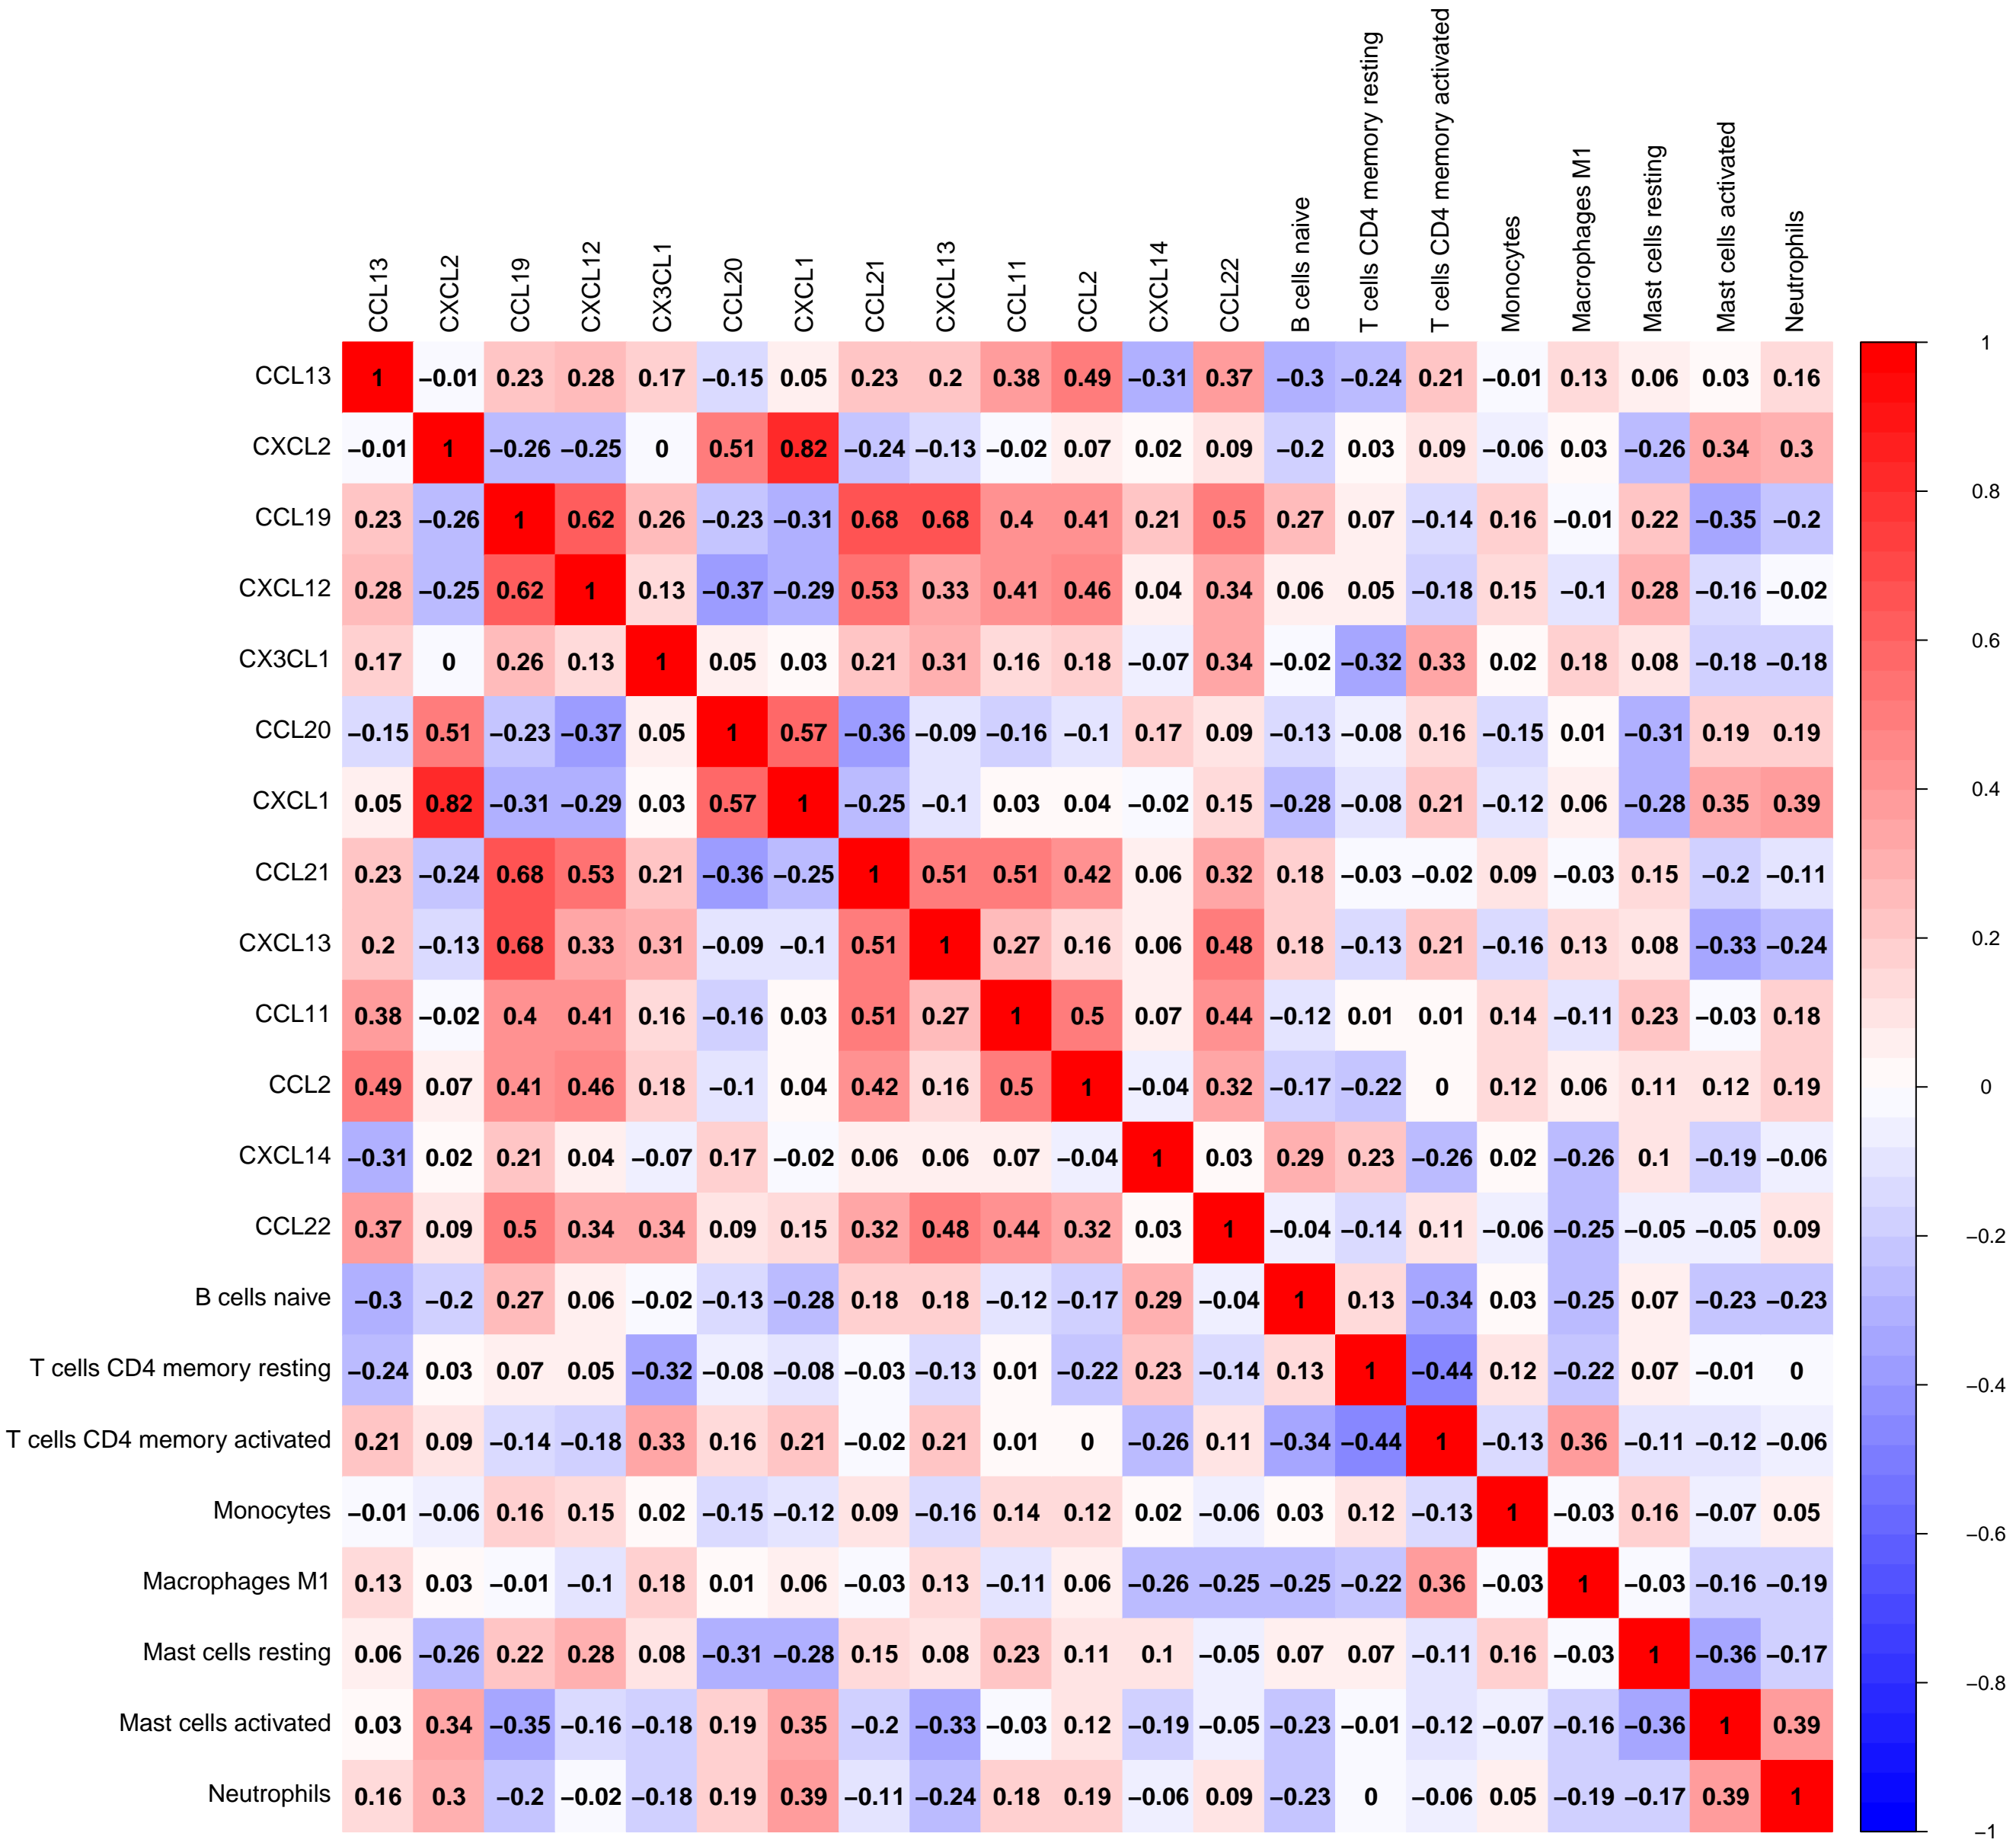 CCL13 CXCL2 CCL19 CXCL12 CX3CL1 CCL20 CXCL1 CCL21 CXCL13 CCL11 CCL2 CXCL14 CCL22 B cells naive T cells CD4 memory resting T cells CD4 memory activated Monocytes Macrophages M1 Mast cells resting Mast cells activated Neutrophils
CCL13 1 −0.01 0.23 0.28 0.17 −0.15 0.05 0.23 0.2 0.38 0.49 −0.31 0.37 −0.3 −0.24 0.21 −0.01 0.13 0.06 0.03 0.16
CXCL2 −0.01 1 −0.26 −0.25 0 0.51 0.82 −0.24 −0.13 −0.02 0.07 0.02 0.09 −0.2 0.03 0.09 −0.06 0.03 −0.26 0.34 0.3
CCL19 0.23 −0.26 1 0.62 0.26 −0.23 −0.31 0.68 0.68 0.4 0.41 0.21 0.5 0.27 0.07 −0.14 0.16 −0.01 0.22 −0.35 −0.2
CXCL12 0.28 −0.25 0.62 1 0.13 −0.37 −0.29 0.53 0.33 0.41 0.46 0.04 0.34 0.06 0.05 −0.18 0.15 −0.1 0.28 −0.16 −0.02
CX3CL1 0.17 0 0.26 0.13 1 0.05 0.03 0.21 0.31 0.16 0.18 −0.07 0.34 −0.02 −0.32 0.33 0.02 0.18 0.08 −0.18 −0.18
CCL20 −0.15 0.51 −0.23 −0.37 0.05 1 0.57 −0.36 −0.09 −0.16 −0.1 0.17 0.09 −0.13 −0.08 0.16 −0.15 0.01 −0.31 0.19 0.19
CXCL1 0.05 0.82 −0.31 −0.29 0.03 0.57 1 −0.25 −0.1 0.03 0.04 −0.02 0.15 −0.28 −0.08 0.21 −0.12 0.06 −0.28 0.35 0.39
CCL21 0.23 −0.24 0.68 0.53 0.21 −0.36 −0.25 1 0.51 0.51 0.42 0.06 0.32 0.18 −0.03 −0.02 0.09 −0.03 0.15 −0.2 −0.11
CXCL13 0.2 −0.13 0.68 0.33 0.31 −0.09 −0.1 0.51 1 0.27 0.16 0.06 0.48 0.18 −0.13 0.21 −0.16 0.13 0.08 −0.33 −0.24
CCL11 0.38 −0.02 0.4 0.41 0.16 −0.16 0.03 0.51 0.27 1 0.5 0.07 0.44 −0.12 0.01 0.01 0.14 −0.11 0.23 −0.03 0.18
CCL2 0.49 0.07 0.41 0.46 0.18 −0.1 0.04 0.42 0.16 0.5 1 −0.04 0.32 −0.17 −0.22 0 0.12 0.06 0.11 0.12 0.19
CXCL14 −0.31 0.02 0.21 0.04 −0.07 0.17 −0.02 0.06 0.06 0.07 −0.04 1 0.03 0.29 0.23 −0.26 0.02 −0.26 0.1 −0.19 −0.06
CCL22 0.37 0.09 0.5 0.34 0.34 0.09 0.15 0.32 0.48 0.44 0.32 0.03 1 −0.04 −0.14 0.11 −0.06 −0.25 −0.05 −0.05 0.09
B cells naive −0.3 −0.2 0.27 0.06 −0.02 −0.13 −0.28 0.18 0.18 −0.12 −0.17 0.29 −0.04 1 0.13 −0.34 0.03 −0.25 0.07 −0.23 −0.23
T cells CD4 memory resting −0.24 0.03 0.07 0.05 −0.32 −0.08 −0.08 −0.03 −0.13 0.01 −0.22 0.23 −0.14 0.13 1 −0.44 0.12 −0.22 0.07 −0.01 0
T cells CD4 memory activated 0.21 0.09 −0.14 −0.18 0.33 0.16 0.21 −0.02 0.21 0.01 0 −0.26 0.11 −0.34 −0.44 1 −0.13 0.36 −0.11 −0.12 −0.06
Monocytes −0.01 −0.06 0.16 0.15 0.02 −0.15 −0.12 0.09 −0.16 0.14 0.12 0.02 −0.06 0.03 0.12 −0.13 1 −0.03 0.16 −0.07 0.05
Macrophages M1 0.13 0.03 −0.01 −0.1 0.18 0.01 0.06 −0.03 0.13 −0.11 0.06 −0.26 −0.25 −0.25 −0.22 0.36 −0.03 1 −0.03 −0.16 −0.19
Mast cells resting 0.06 −0.26 0.22 0.28 0.08 −0.31 −0.28 0.15 0.08 0.23 0.11 0.1 −0.05 0.07 0.07 −0.11 0.16 −0.03 1 −0.36 −0.17
Mast cells activated 0.03 0.34 −0.35 −0.16 −0.18 0.19 0.35 −0.2 −0.33 −0.03 0.12 −0.19 −0.05 −0.23 −0.01 −0.12 −0.07 −0.16 −0.36 1 0.39
Neutrophils 0.16 0.3 −0.2 −0.02 −0.18 0.19 0.39 −0.11 −0.24 0.18 0.19 −0.06 0.09 −0.23 0 −0.06 0.05 −0.19 −0.17 0.39 1
1
0.8
0.6
0.4
0.2
0
−0.2
−0.4
−0.6
−0.8
−1